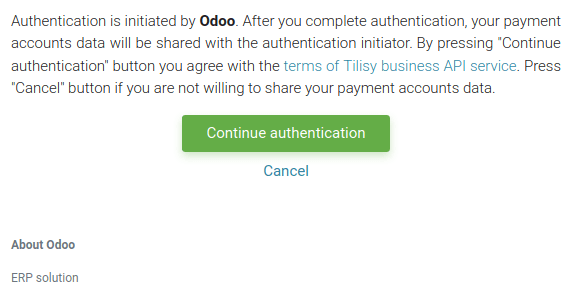 Authentication is initiated by Odoo. After you complete authentication, your payment
accounts data will be shared with the authentication initiator. By pressing "Continue
authentication" button you agree with the terms of Tilisy business API service. Press
"Cancel" button if you are not willing to share your payment accounts data.
Continue authentication
Cancel
About Odoo
ERP solution